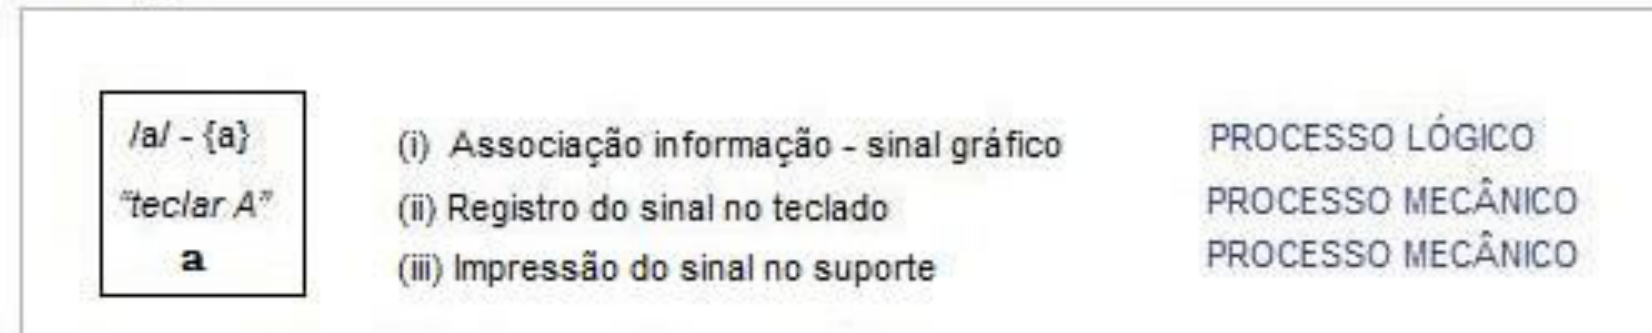 /a/ - {a} (i) Associação informação - sinal gráfico PROCESSO LÓGICO
"teclar A" (ii) Registro do sinal no teclado PROCESSO MECÂNICO
a (iii) Impressão do sinal no suporte PROCESSO MECÂNICO